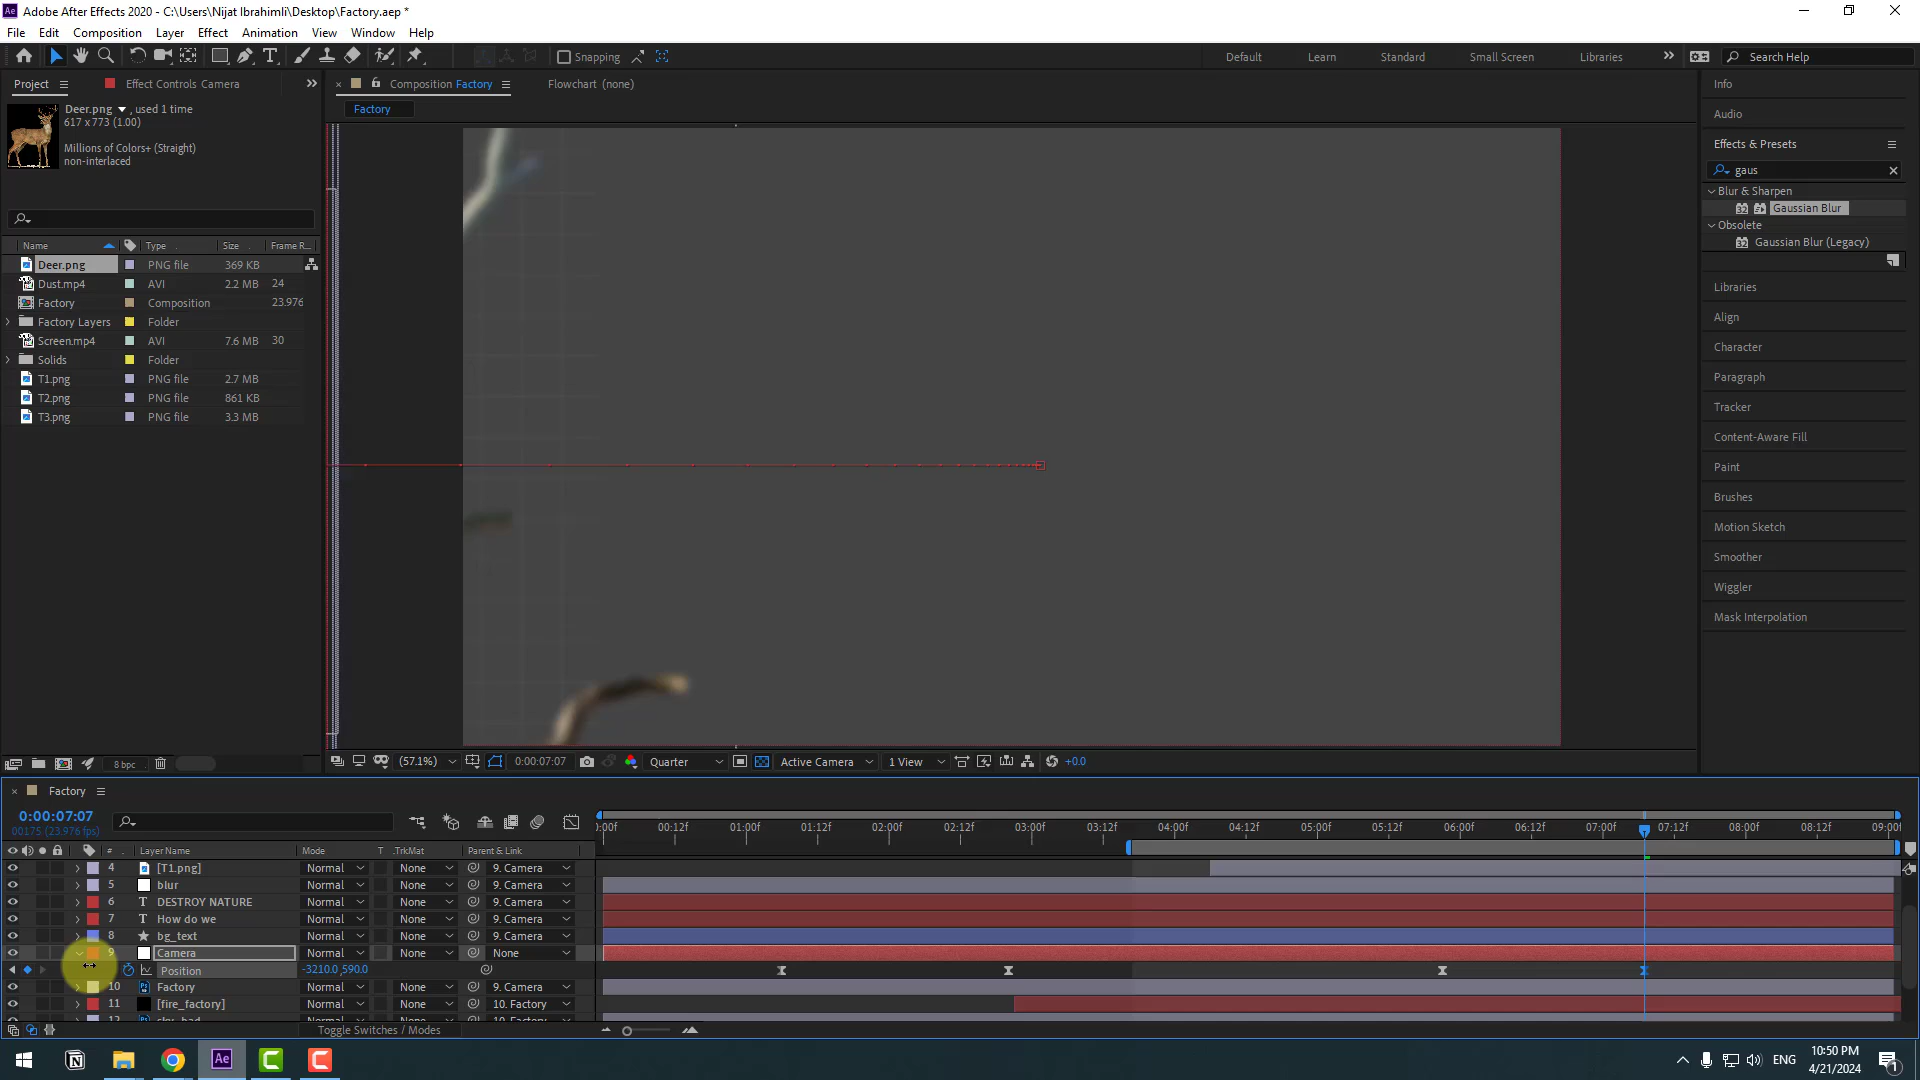 Adobe After Effects 2020 - C:\Users\Nijat Ibrahimli\Desktop\Factory.aep *
File Edit Composition Layer Effect Animation View Window Help
Snapping
Default Learn Standard Small Screen Libraries Search Help
Project
Effect Controls Camera
Composition Factory
Flowchart (none)
Factory
Deer.png , used 1 time
617 x 773 (1.00)
Millions of Colors+ (Straight)
non-interlaced
Name Type Size Frame R...
Deer.png PNG file 369 KB
Dust.mp4 AVI 2.2 MB 24
Factory Composition 23.976
Factory Layers Folder
Screen.mp4 AVI 7.6 MB 30
Solids Folder
T1.png PNG file 2.7 MB
T2.png PNG file 861 KB
T3.png PNG file 3.3 MB
8 bpc
(57.1%) 0:00:07:07 Quarter Active Camera 1 View +0.0
Info
Audio
Effects & Presets
gaus
Blur & Sharpen
32 Gaussian Blur
Obsolete
32 Gaussian Blur (Legacy)
Libraries
Align
Character
Paragraph
Tracker
Content-Aware Fill
Paint
Brushes
Motion Sketch
Smoother
Wiggler
Mask Interpolation
Factory
0:00:07:07
00175 (23.976 fps)
:00f 00:12f 01:00f 01:12f 02:00f 02:12f 03:00f 03:12f 04:00f 04:12f 05:00f 05:12f 06:00f 06:12f 07:00f 07:12f 08:00f 08:12f 09:00f
# Layer Name Mode T .TrkMat Parent & Link
4 [T1.png] Normal None 9. Camera
5 blur Normal None 9. Camera
6 T DESTROY NATURE Normal None 9. Camera
7 T How do we Normal None 9. Camera
8 bg_text Normal None 9. Camera
9 Camera Normal None None
Position -3210.0,590.0
10 Factory Normal None 9. Camera
11 [fire_factory] Normal None 10. Factory
12 sky_bad Normal None 10. Factory
Toggle Switches / Modes
Ae
ENG
10:50 PM
4/21/2024
1